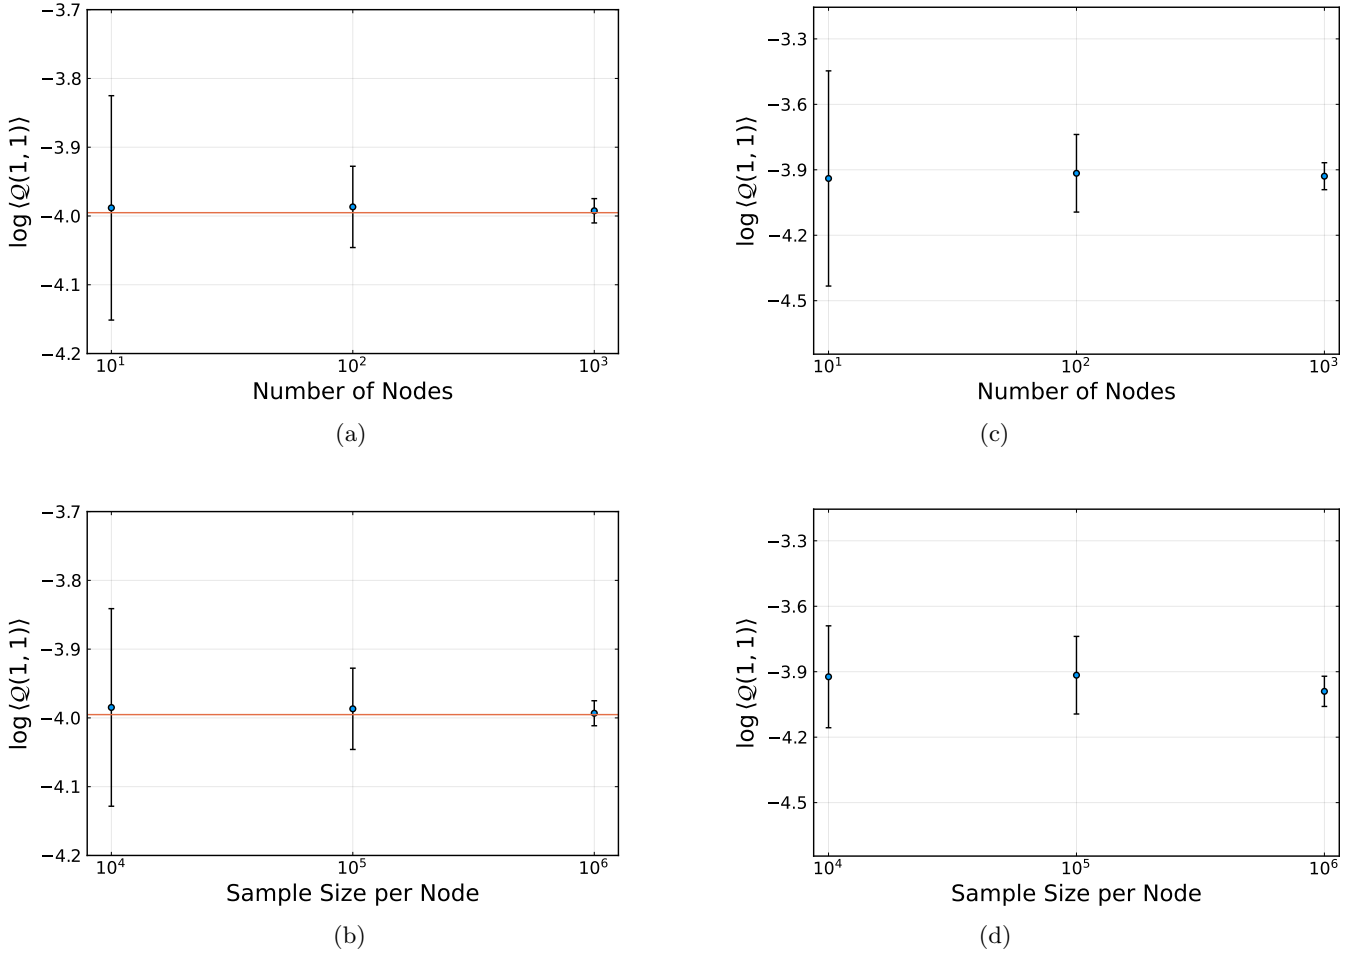 −3.7
−3.8
−3.9
−4.0
−4.1
−4.2
log ⟨𝒬(1, 1)⟩
10¹ 10² 10³
Number of Nodes
(a)
−3.3
−3.6
−3.9
−4.2
−4.5
log ⟨𝒬(1, 1)⟩
10¹ 10² 10³
Number of Nodes
(c)
−3.7
−3.8
−3.9
−4.0
−4.1
−4.2
log ⟨𝒬(1, 1)⟩
10⁴ 10⁵ 10⁶
Sample Size per Node
(b)
−3.3
−3.6
−3.9
−4.2
−4.5
log ⟨𝒬(1, 1)⟩
10⁴ 10⁵ 10⁶
Sample Size per Node
(d)